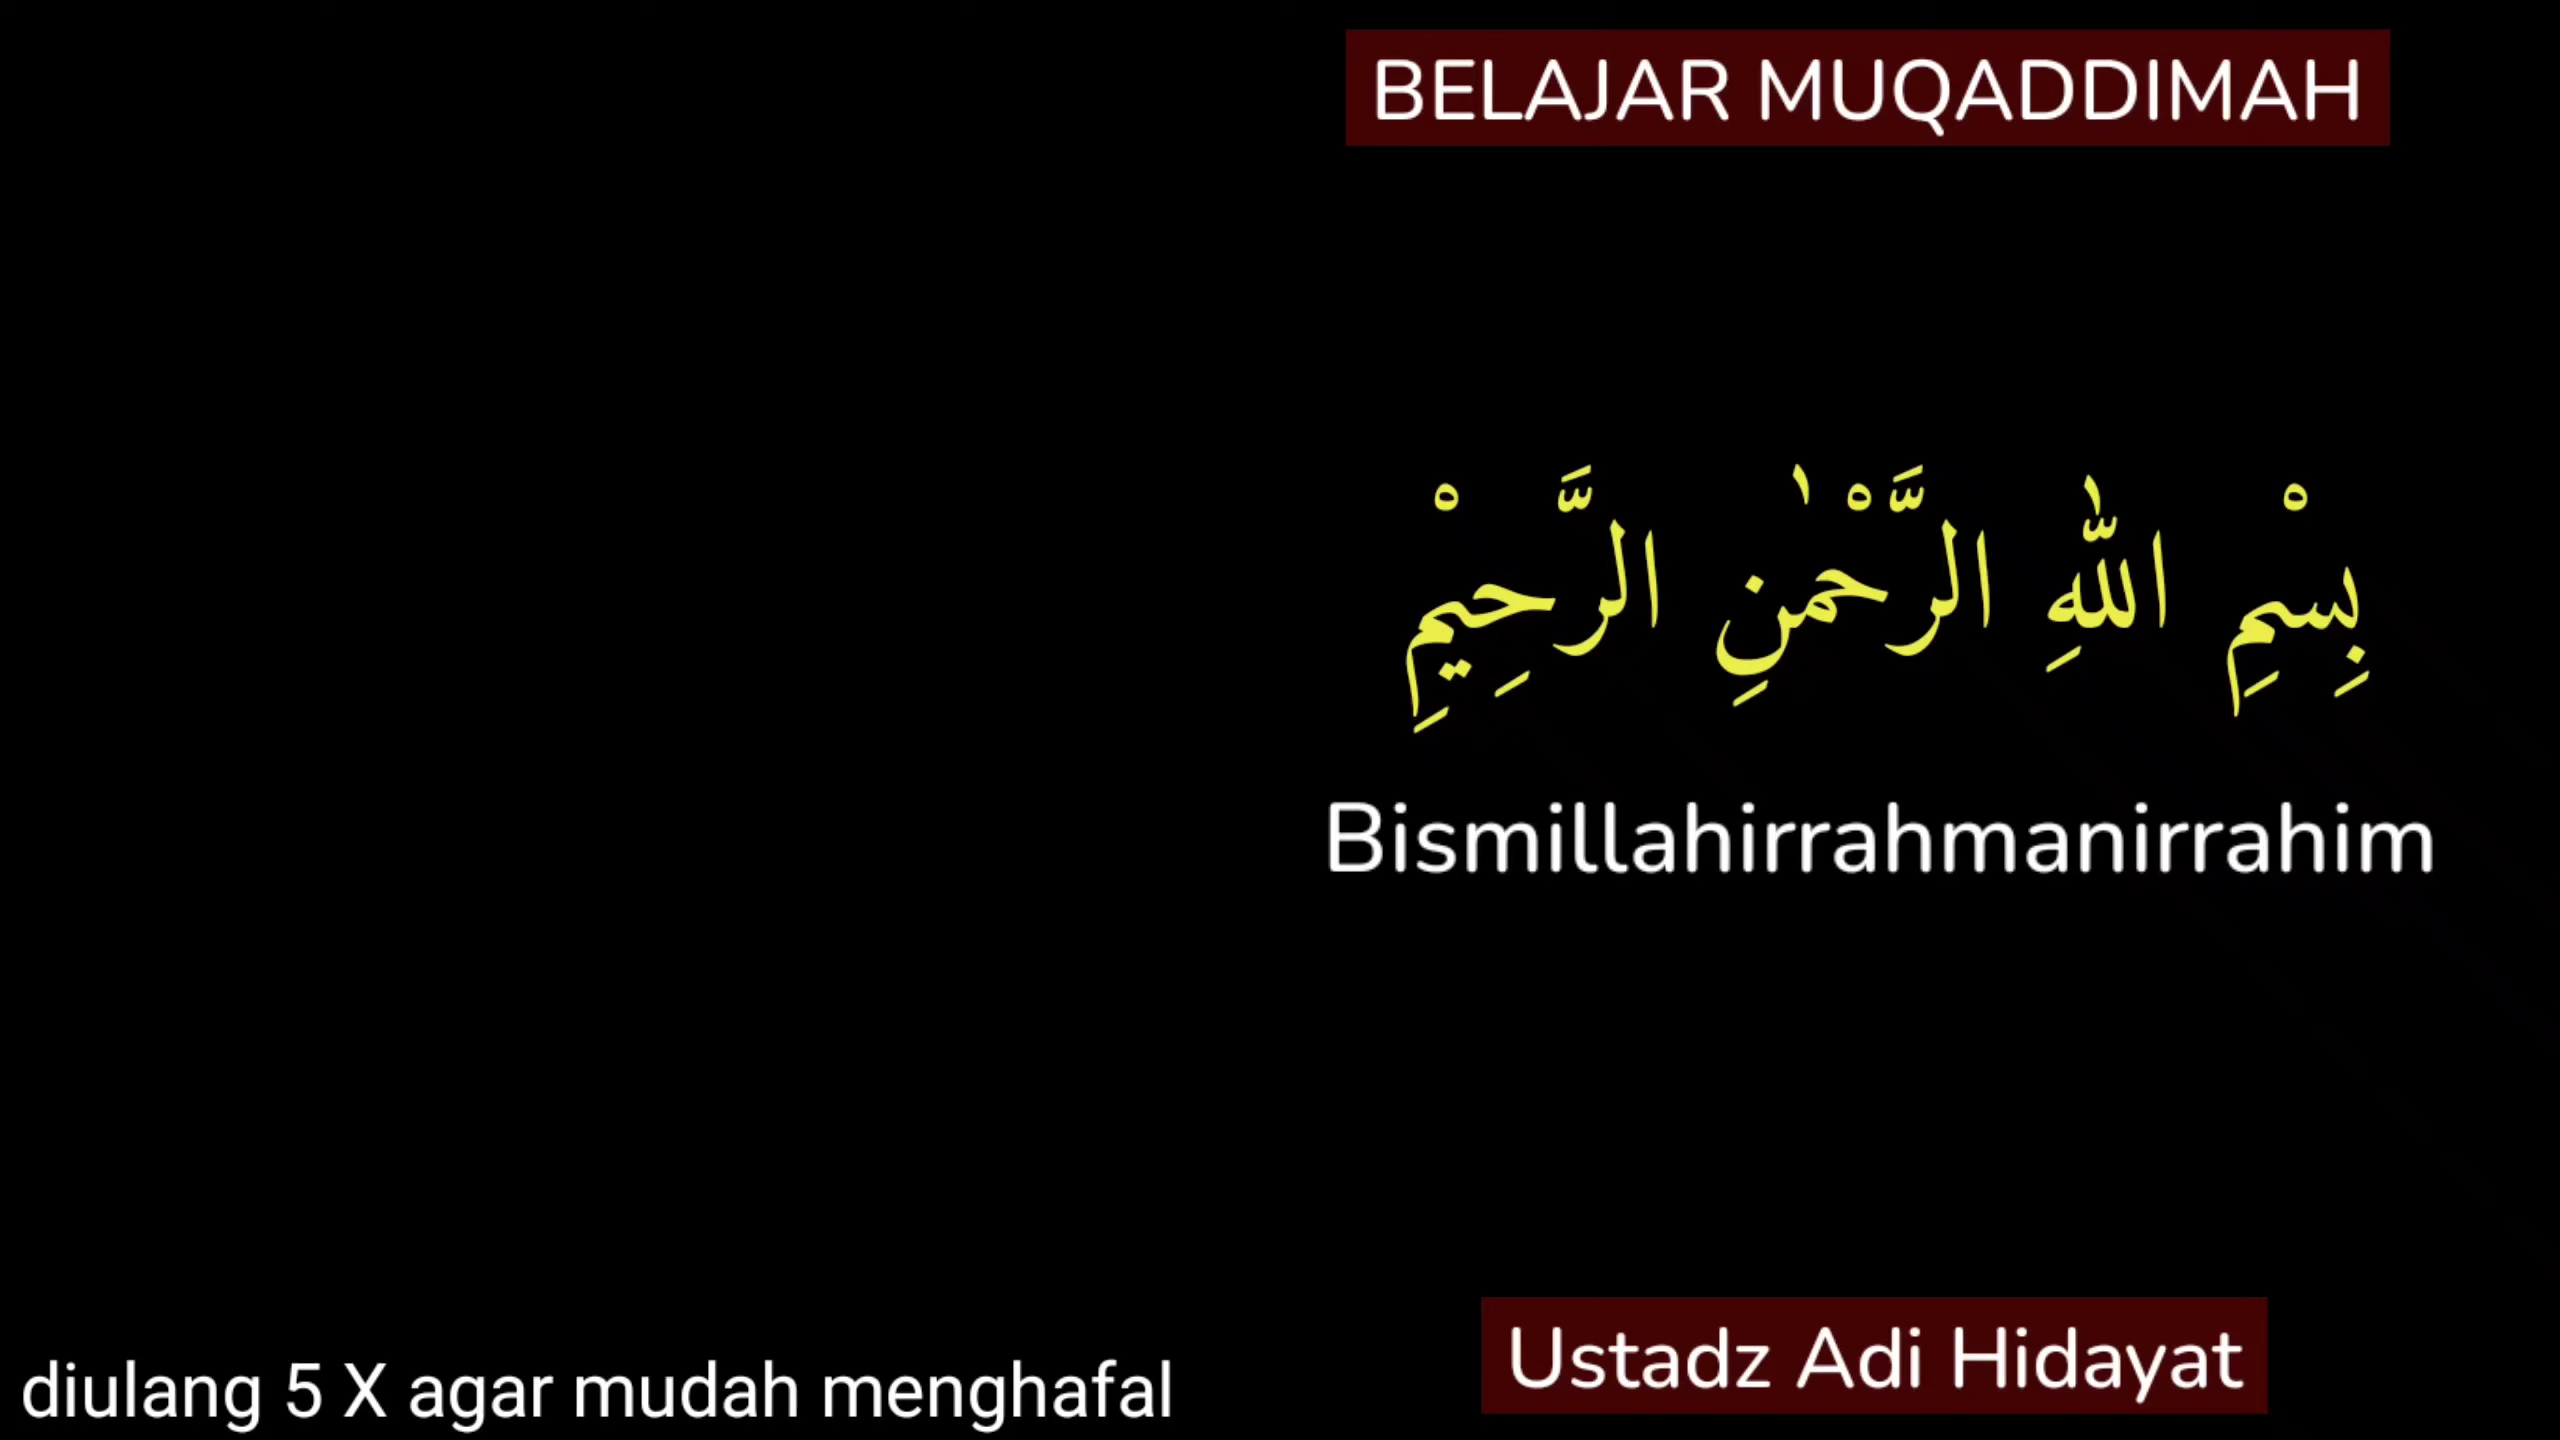 BELAJAR MUQADDIMAH
بِسْمِ اللّٰهِ الرَّحْمٰنِ الرَّحِيْمِ
Bismillahirrahmanirrahim
Ustadz Adi Hidayat
diulang 5 X agar mudah menghafal